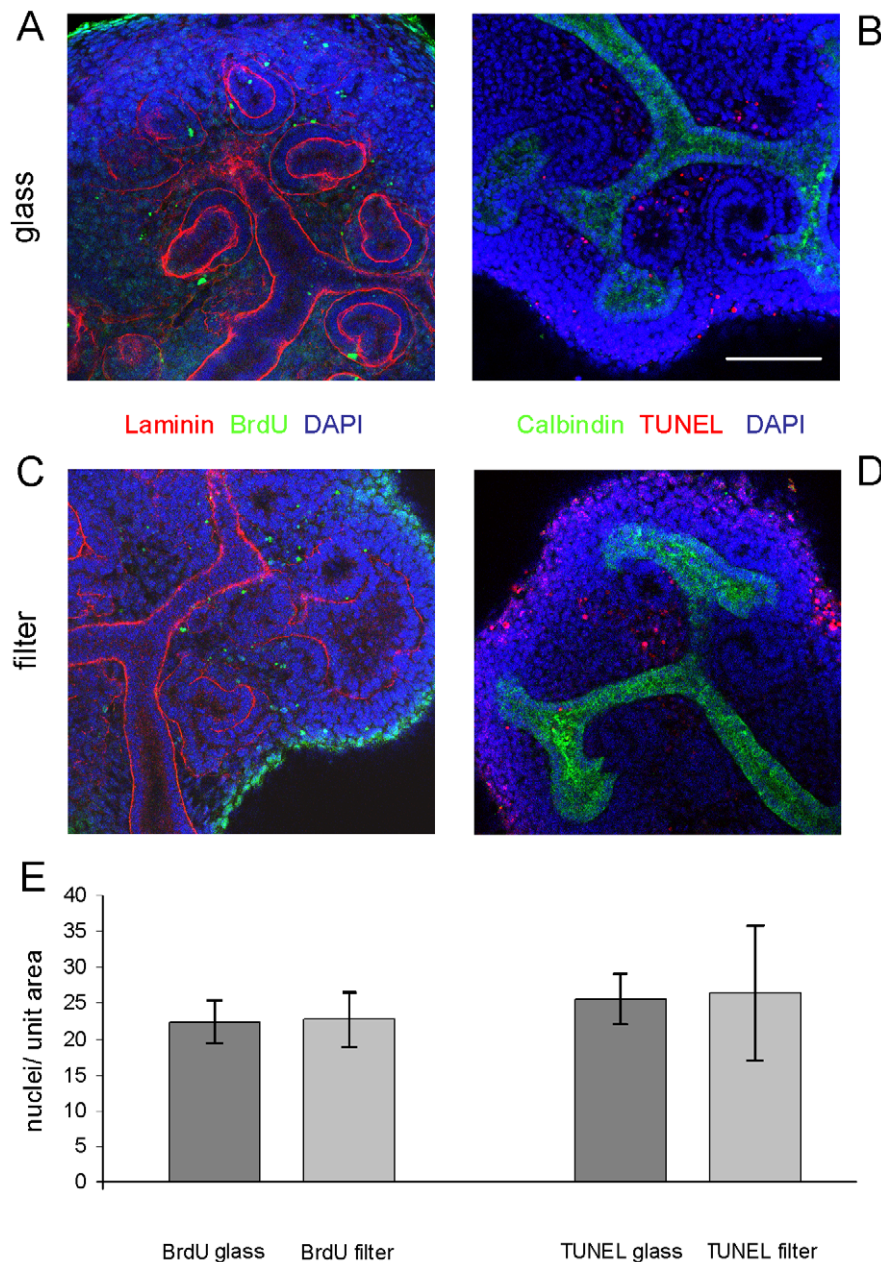 A
B
glass
Laminin BrdU DAPI
Calbindin TUNEL DAPI
C
D
filter
E
40
35
30
25
20
15
10
5
0
nuclei/ unit area
BrdU glass
BrdU filter
TUNEL glass
TUNEL filter